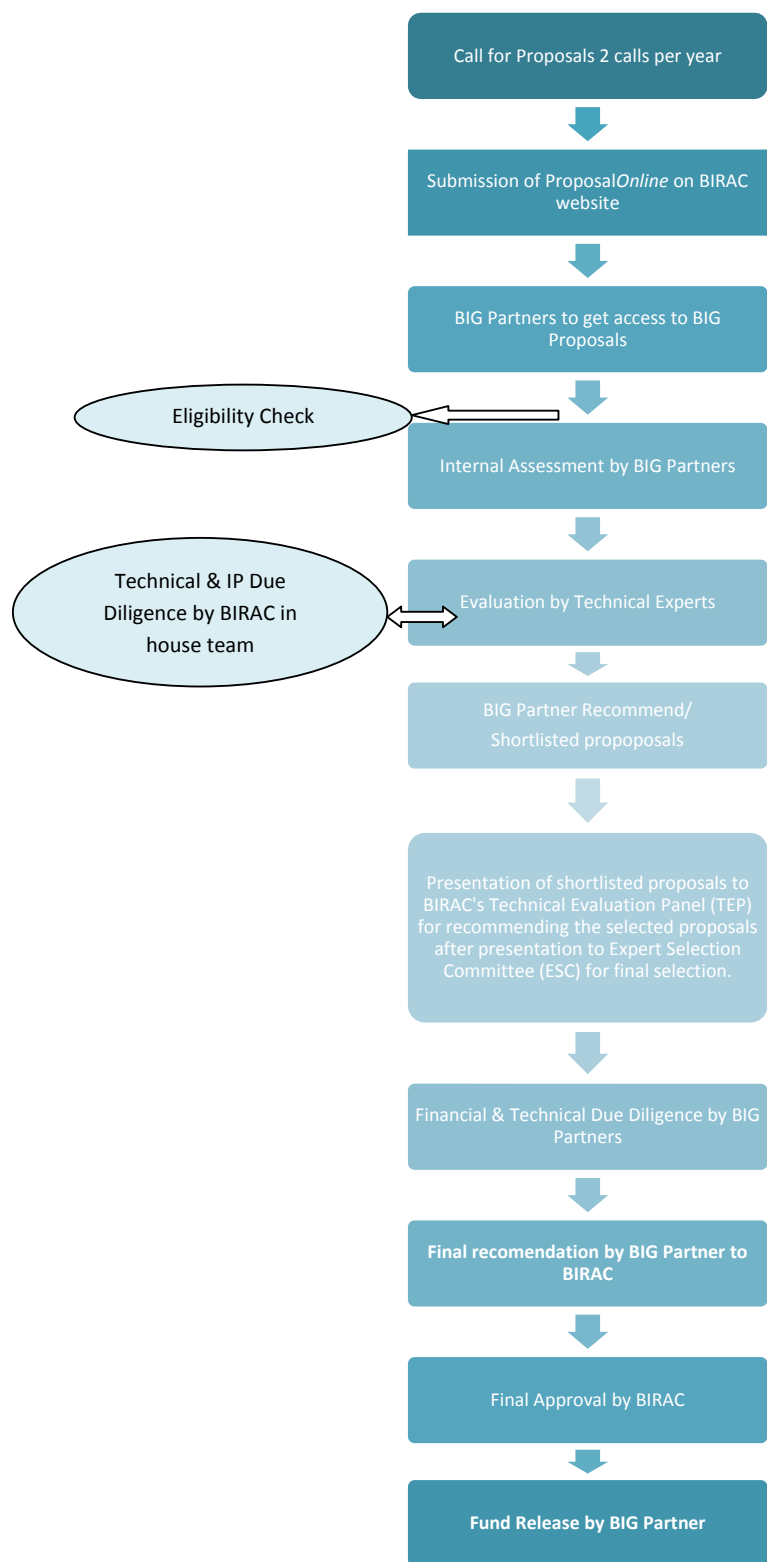 Call for Proposals 2 calls per year
Submission of ProposalOnline on BIRAC
website
BIG Partners to get access to BIG
Proposals
Eligibility Check
Internal Assessment by BIG Partners
Technical & IP Due
Diligence by BIRAC in
house team
Evaluation by Technical Experts
BIG Partner Recommend/
Shortlisted propoposals
Presentation of shortlisted proposals to
BIRAC's Technical Evaluation Panel (TEP)
for recommending the selected proposals
after presentation to Expert Selection
Committee (ESC) for final selection.
Financial & Technical Due Diligence by BIG
Partners
Final recomendation by BIG Partner to
BIRAC
Final Approval by BIRAC
Fund Release by BIG Partner